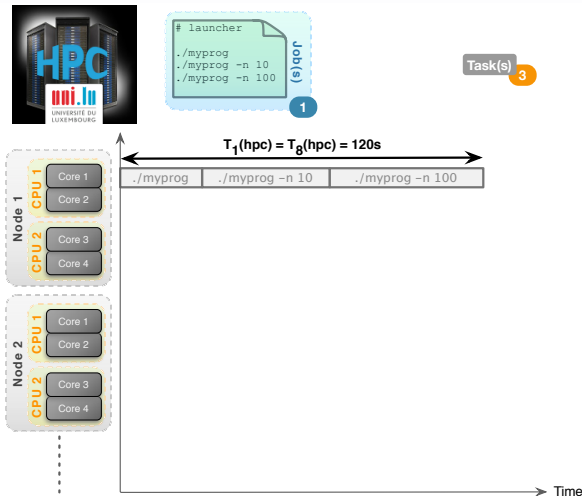 HPC
uni.lu
UNIVERSITÉ DU
LUXEMBOURG
# launcher
./myprog
./myprog -n 10
./myprog -n 100
Job(s)
1
Task(s)
3
T1(hpc) = T8(hpc) = 120s
./myprog
./myprog -n 10
./myprog -n 100
Node 1
CPU 1
Core 1
Core 2
CPU 2
Core 3
Core 4
Node 2
CPU 1
Core 1
Core 2
CPU 2
Core 3
Core 4
Time